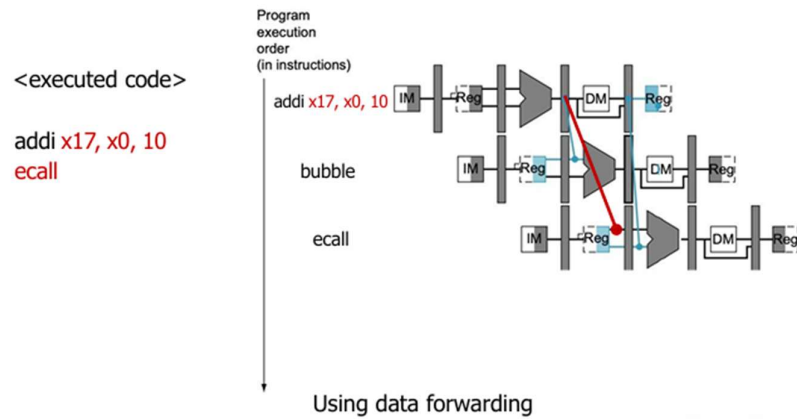 Program
execution
order
(in instructions)
<executed code>
addi x17, x0, 10
ecall
addi x17, x0, 10
IM
Reg
DM
Reg
bubble
IM
Reg
DM
Reg
ecall
IM
Reg
DM
Reg
Using data forwarding